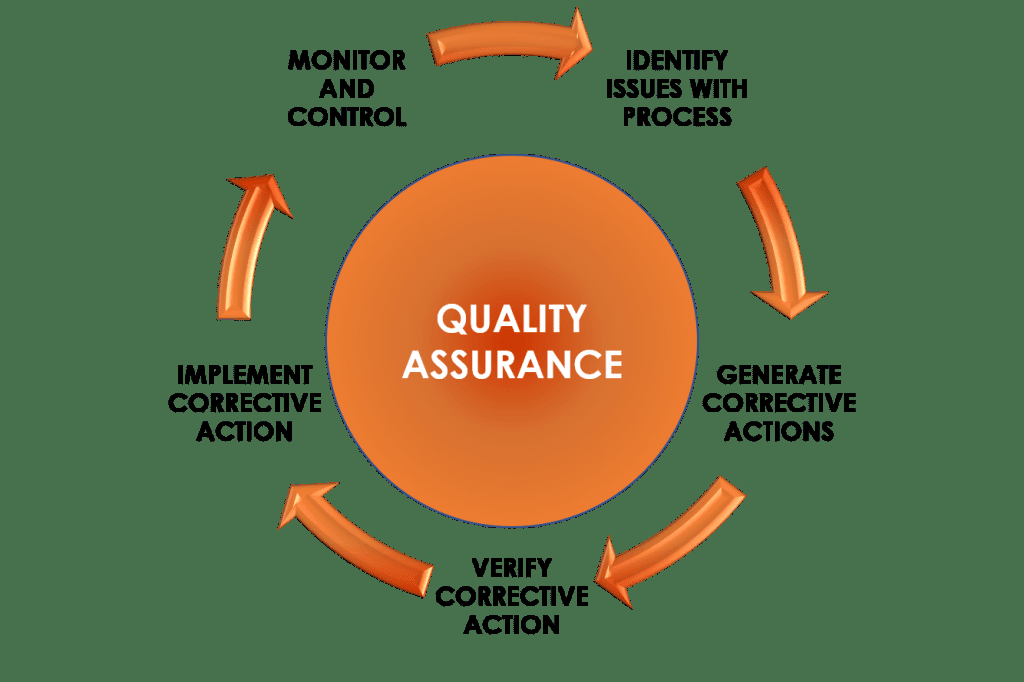 MONITOR
AND
CONTROL
IDENTIFY
ISSUES WITH
PROCESS
QUALITY
ASSURANCE
IMPLEMENT
CORRECTIVE
ACTION
GENERATE
CORRECTIVE
ACTIONS
VERIFY
CORRECTIVE
ACTION